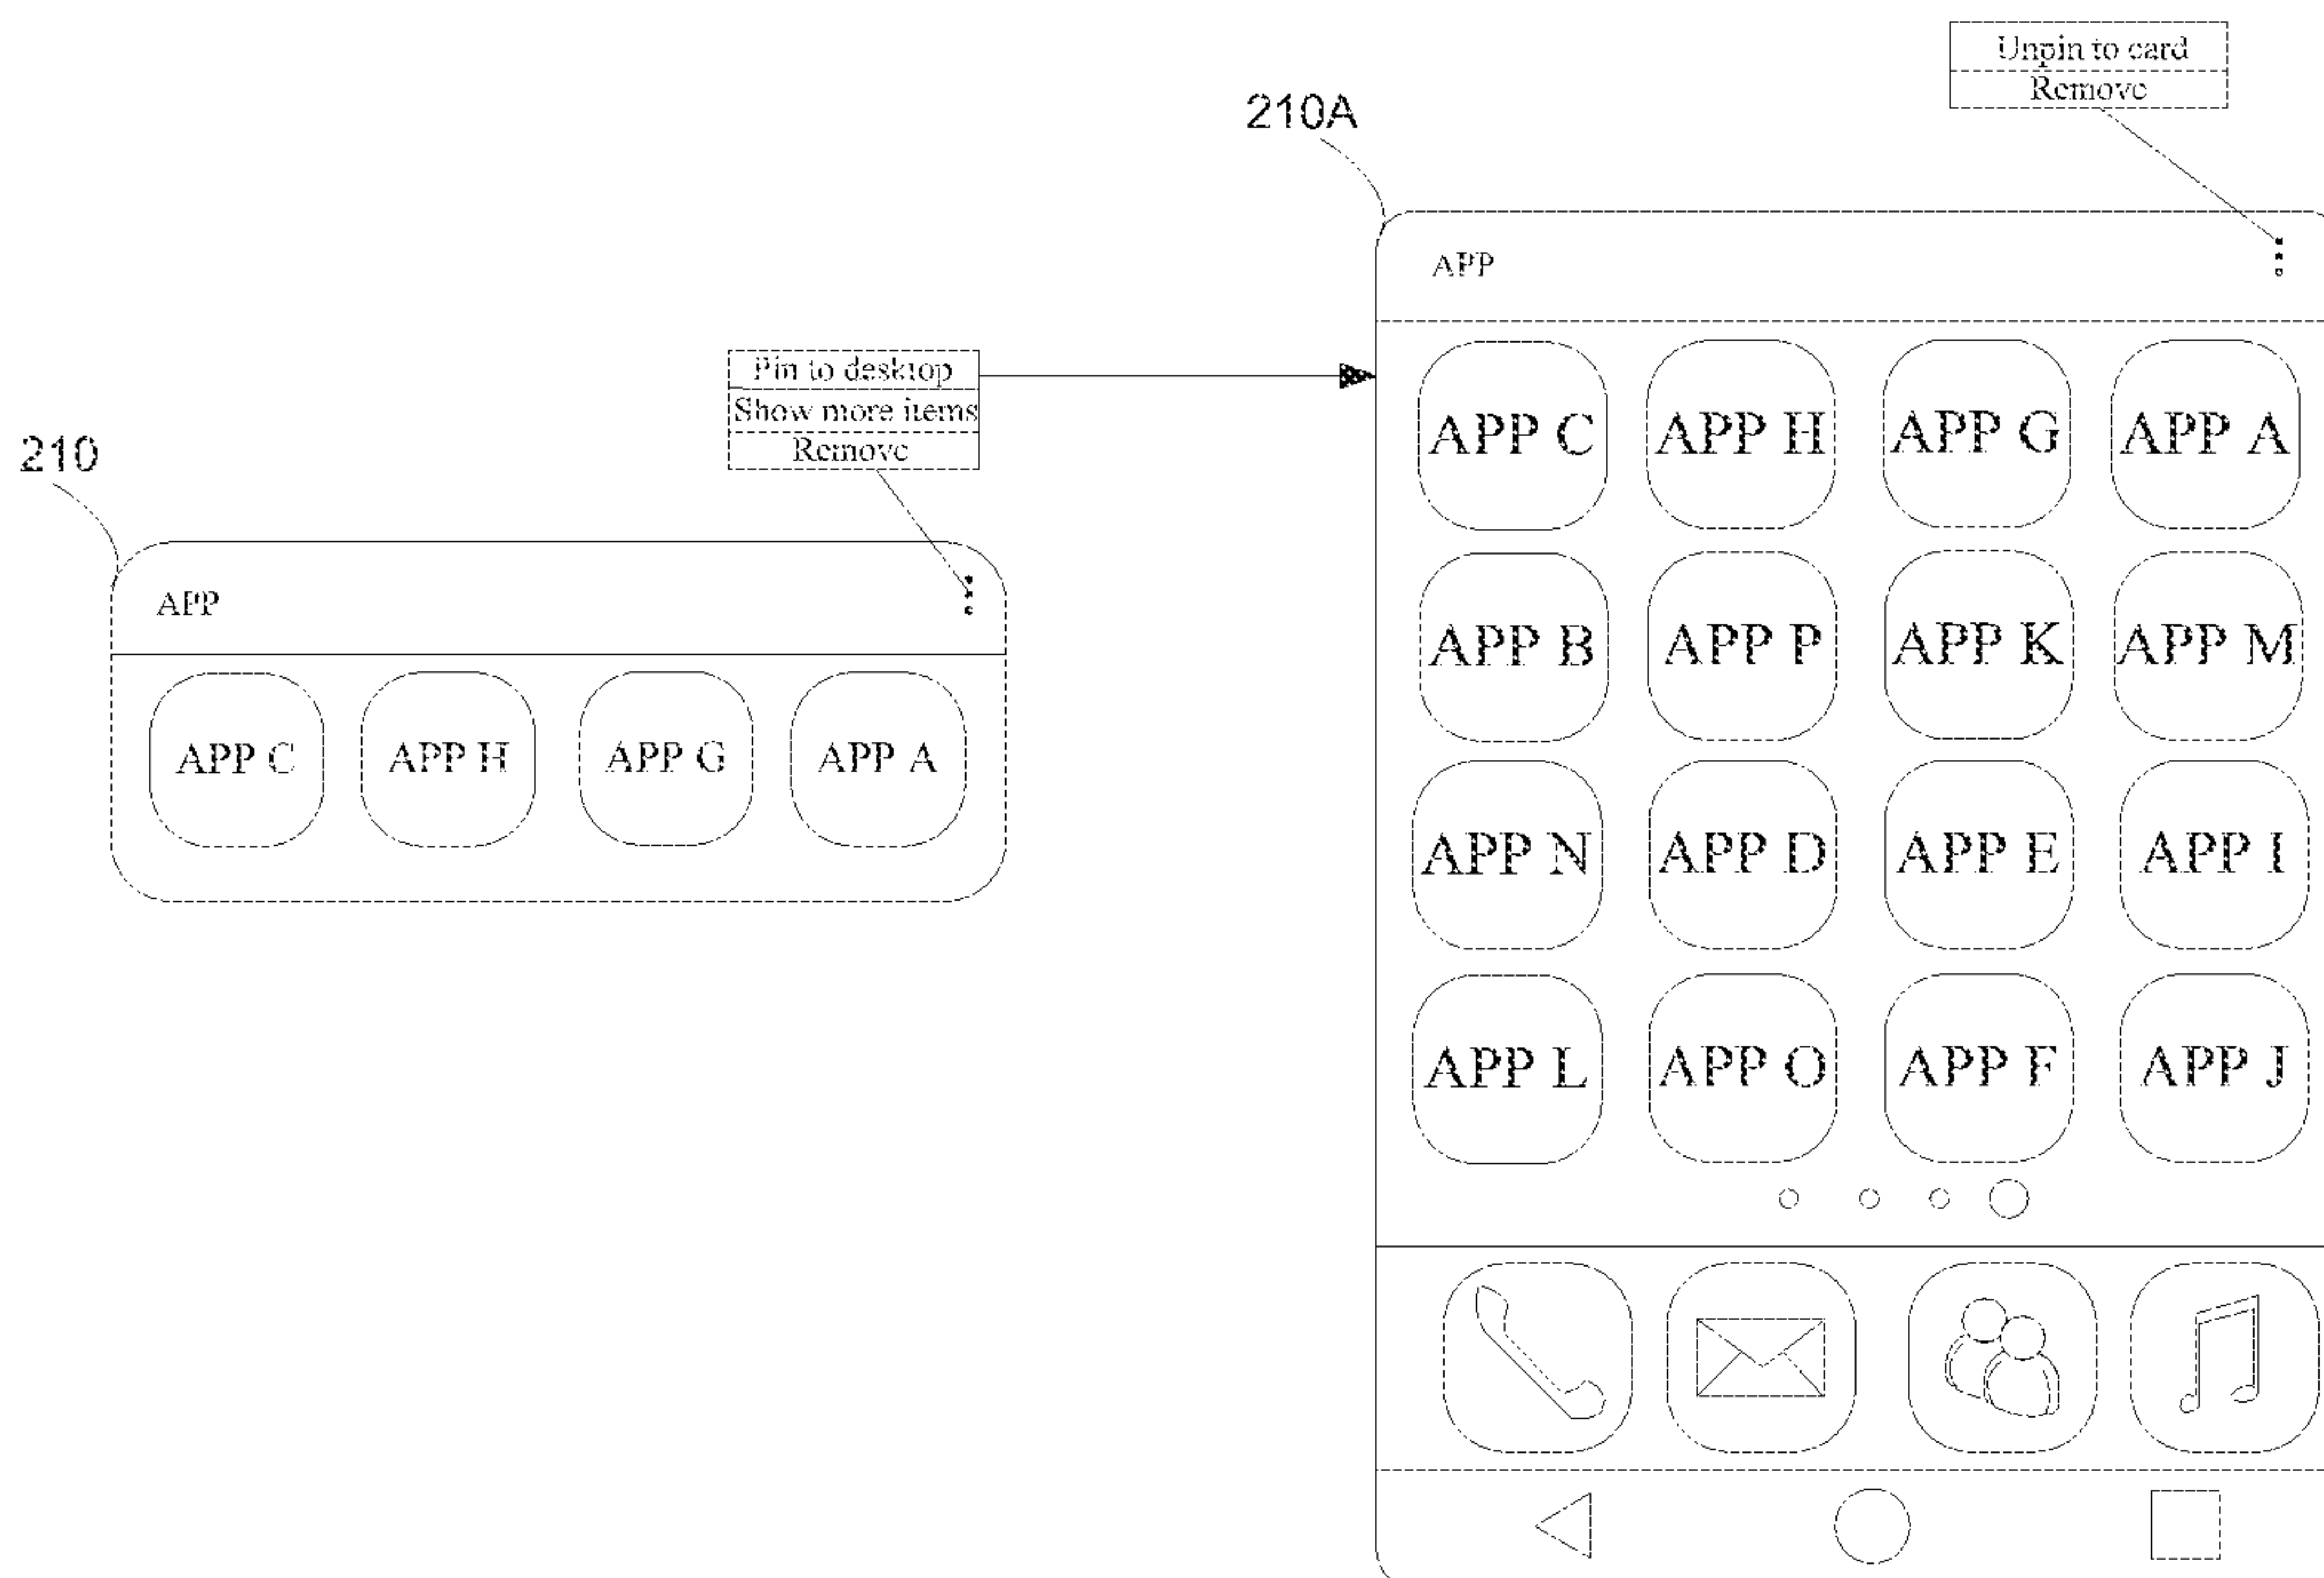 Unpin to card
Remove
210A
APP
Pin to desktop
Show more items
Remove
210
APP
APP C APP H APP G APP A
APP C APP H APP G APP A
APP B APP P APP K APP M
APP N APP D APP E APP I
APP L APP O APP F APP J